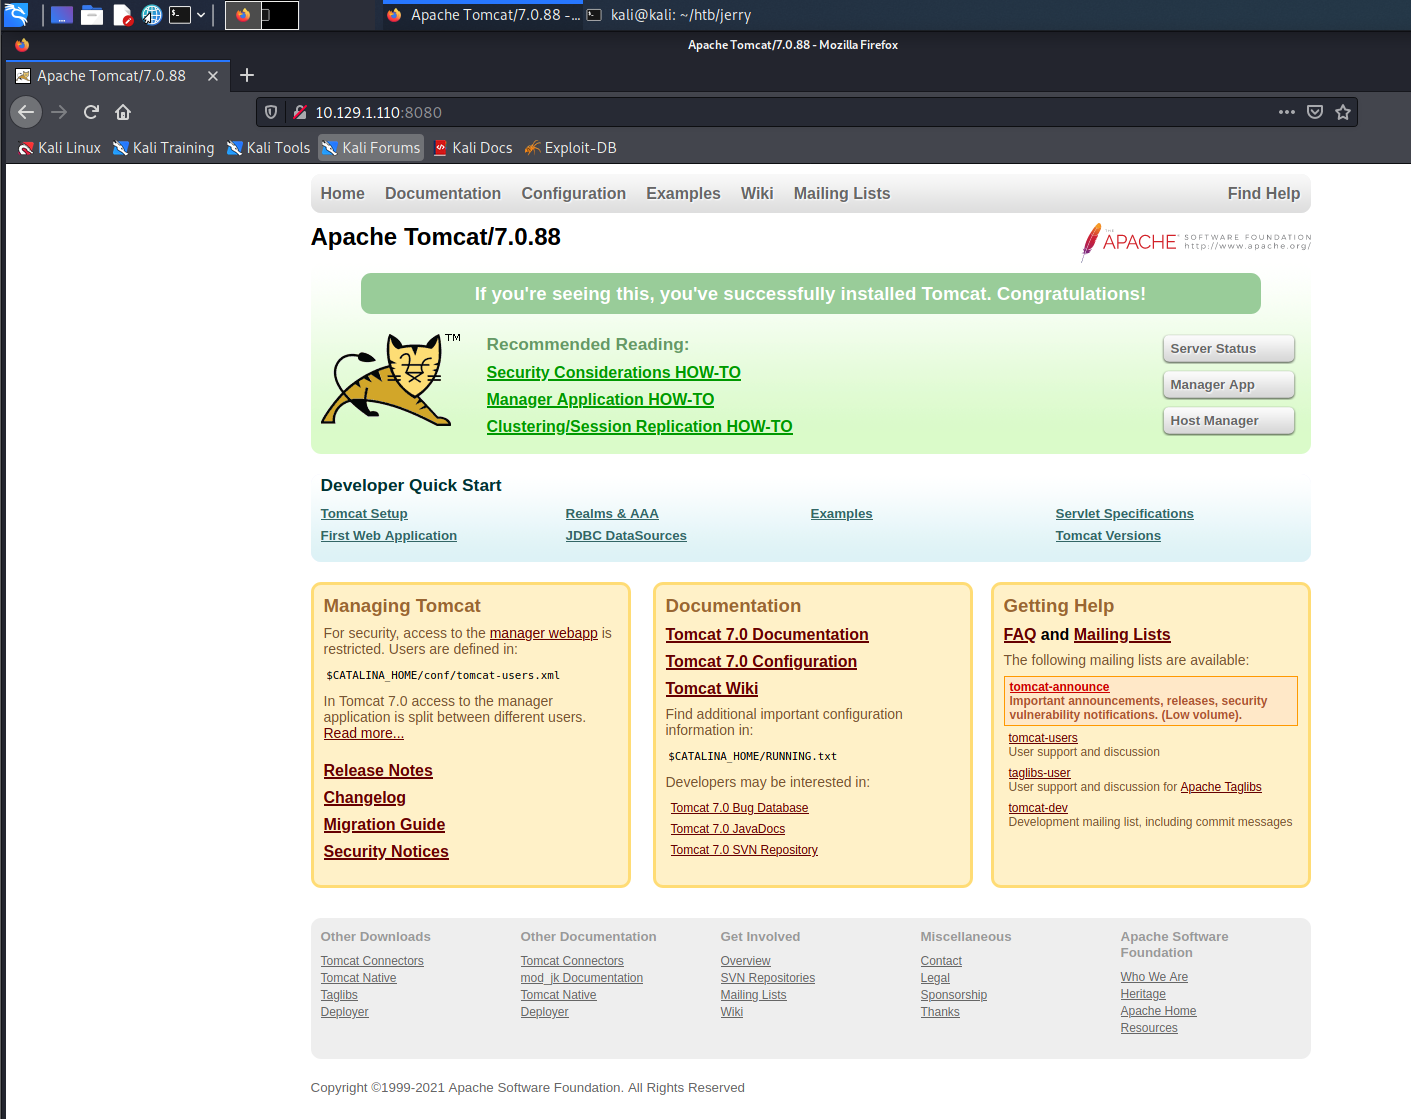 Apache Tomcat/7.0.88 -...
kali@kali: ~/htb/jerry
Apache Tomcat/7.0.88 - Mozilla Firefox
Apache Tomcat/7.0.88
10.129.1.110:8080
Kali Linux
Kali Training
Kali Tools
Kali Forums
Kali Docs
Exploit-DB
Home
Documentation
Configuration
Examples
Wiki
Mailing Lists
Find Help
Apache Tomcat/7.0.88
THE
APACHE
SOFTWARE FOUNDATION
http://www.apache.org/
If you're seeing this, you've successfully installed Tomcat. Congratulations!
TM
Recommended Reading:
Security Considerations HOW-TO
Manager Application HOW-TO
Clustering/Session Replication HOW-TO
Server Status
Manager App
Host Manager
Developer Quick Start
Tomcat Setup
First Web Application
Realms & AAA
JDBC DataSources
Examples
Servlet Specifications
Tomcat Versions
Managing Tomcat
For security, access to the manager webapp is
restricted. Users are defined in:
$CATALINA_HOME/conf/tomcat-users.xml
In Tomcat 7.0 access to the manager
application is split between different users.
Read more...
Release Notes
Changelog
Migration Guide
Security Notices
Documentation
Tomcat 7.0 Documentation
Tomcat 7.0 Configuration
Tomcat Wiki
Find additional important configuration
information in:
$CATALINA_HOME/RUNNING.txt
Developers may be interested in:
Tomcat 7.0 Bug Database
Tomcat 7.0 JavaDocs
Tomcat 7.0 SVN Repository
Getting Help
FAQ and Mailing Lists
The following mailing lists are available:
tomcat-announce
Important announcements, releases, security
vulnerability notifications. (Low volume).
tomcat-users
User support and discussion
taglibs-user
User support and discussion for Apache Taglibs
tomcat-dev
Development mailing list, including commit messages
Other Downloads
Tomcat Connectors
Tomcat Native
Taglibs
Deployer
Other Documentation
Tomcat Connectors
mod_jk Documentation
Tomcat Native
Deployer
Get Involved
Overview
SVN Repositories
Mailing Lists
Wiki
Miscellaneous
Contact
Legal
Sponsorship
Thanks
Apache Software
Foundation
Who We Are
Heritage
Apache Home
Resources
Copyright ©1999-2021 Apache Software Foundation. All Rights Reserved